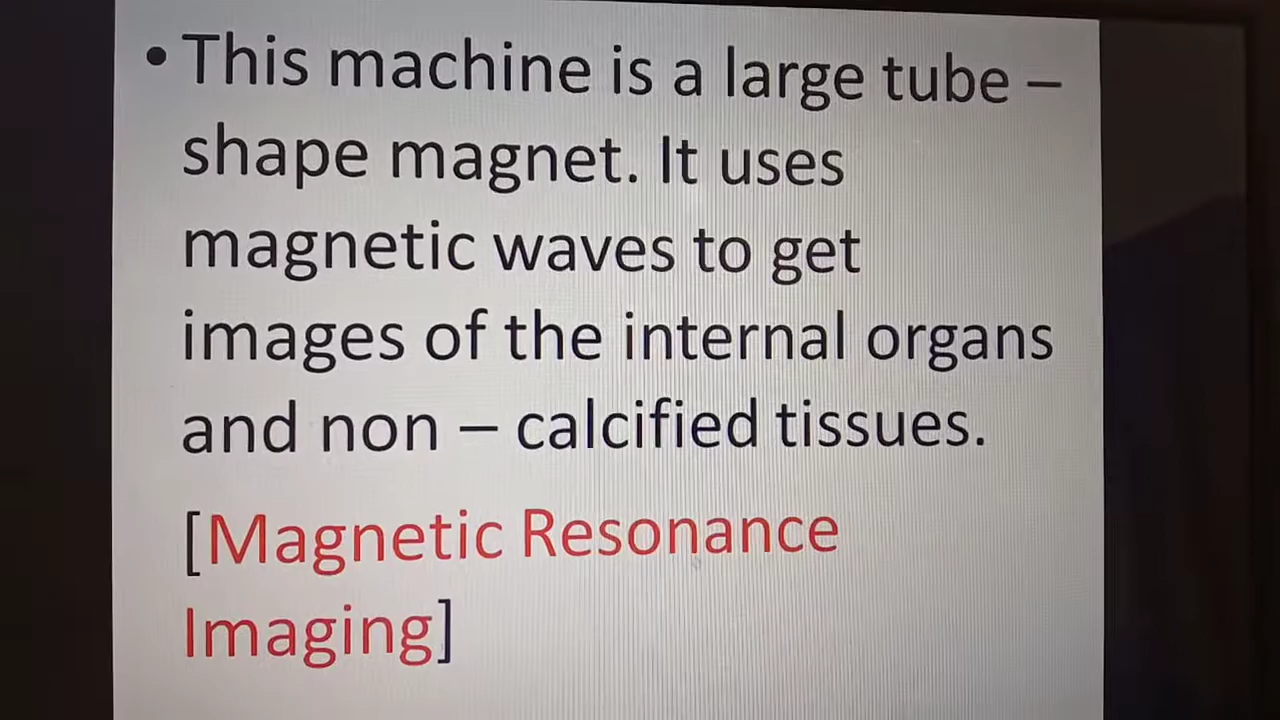 • This machine is a large tube –
shape magnet. It uses
magnetic waves to get
images of the internal organs
and non – calcified tissues.
[Magnetic Resonance
Imaging]